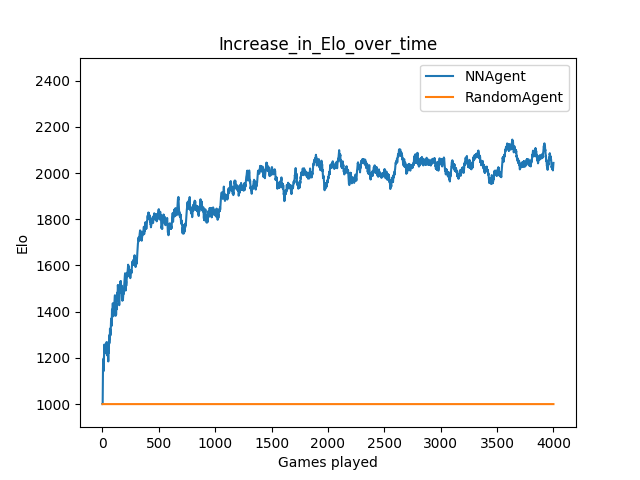 Increase_in_Elo_over_time
NNAgent
RandomAgent
2400
2200
2000
1800
1600
1400
1200
1000
Elo
0 500 1000 1500 2000 2500 3000 3500 4000
Games played